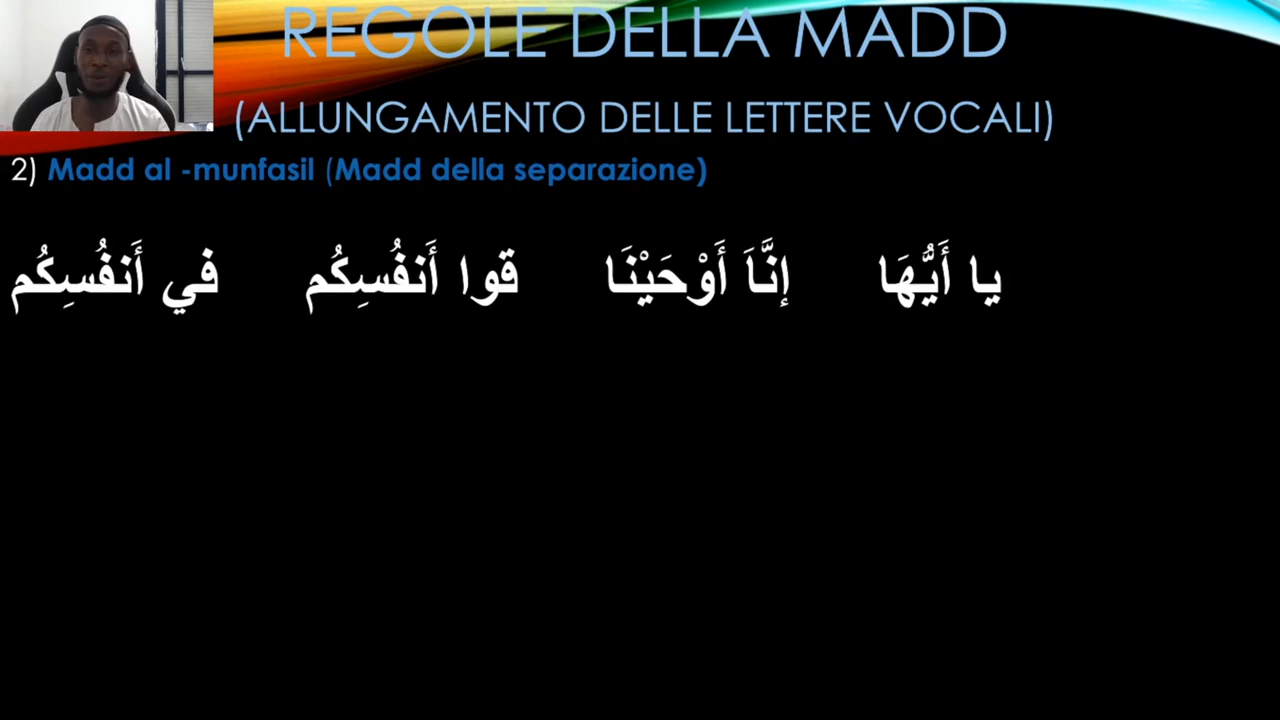 REGOLE DELLA MADD
(ALLUNGAMENTO DELLE LETTERE VOCALI)
2) Madd al -munfasil (Madd della separazione)
يا أَيُّهَا إنَّاَ أَوْحَيْنَا قوا أَنفُسِكُم في أَنفُسِكُم